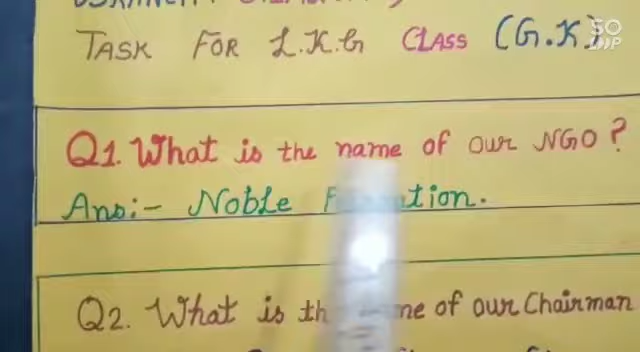 TASK FOR L.K.G CLASS (G.K)
Q1. What is the name of our NGO?
Ans:- Noble
Q2. What is of our Chairman